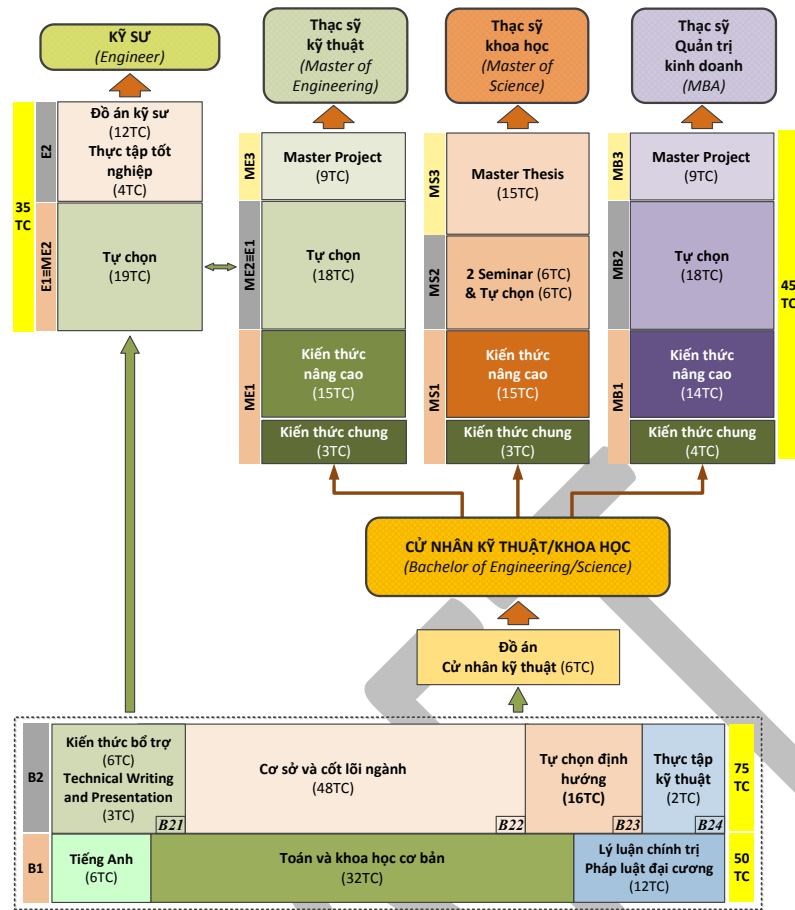 KỸ SƯ
(Engineer)
Thạc sỹ
kỹ thuật
(Master of
Engineering)
Thạc sỹ
khoa học
(Master of
Science)
Thạc sỹ
Quản trị
kinh doanh
(MBA)
35
TC
E2
E1≡ME2
Đồ án kỹ sư
(12TC)
Thực tập tốt
nghiệp
(4TC)
Tự chọn
(19TC)
ME3
ME2≡E1
ME1
Master Project
(9TC)
Tự chọn
(18TC)
Kiến thức
nâng cao
(15TC)
Kiến thức chung
(3TC)
MS3
MS2
MS1
Master Thesis
(15TC)
2 Seminar (6TC)
& Tự chọn (6TC)
Kiến thức
nâng cao
(15TC)
Kiến thức chung
(3TC)
MB3
MB2
MB1
Master Project
(9TC)
Tự chọn
(18TC)
Kiến thức
nâng cao
(14TC)
Kiến thức chung
(4TC)
45
TC
CỬ NHÂN KỸ THUẬT/KHOA HỌC
(Bachelor of Engineering/Science)
Đồ án
Cử nhân kỹ thuật (6TC)
B2
Kiến thức bổ trợ
(6TC)
Technical Writing
and Presentation
(3TC)
B21
Cơ sở và cốt lõi ngành
(48TC)
B22
Tự chọn định
hướng
(16TC)
B23
Thực tập
kỹ thuật
(2TC)
B24
75
TC
B1
Tiếng Anh
(6TC)
Toán và khoa học cơ bản
(32TC)
Lý luận chính trị
Pháp luật đại cương
(12TC)
50
TC